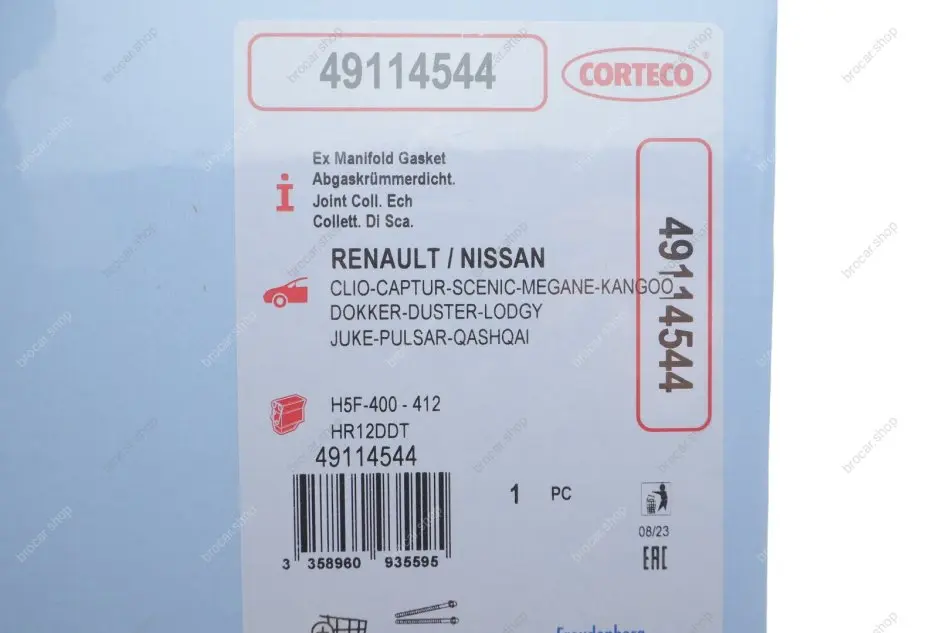 49114544
CORTECO
Ex Manifold Gasket
Abgaskrümmerdicht.
Joint Coll. Ech
Collett. Di Sca.
RENAULT / NISSAN
CLIO-CAPTUR-SCENIC-MEGANE-KANGOO
DOKKER-DUSTER-LODGY
JUKE-PULSAR-QASHQAI
49114544
H5F-400 - 412
HR12DDT
49114544
1 PC
08/23
EAC
3 358960 935595
brocar.shop